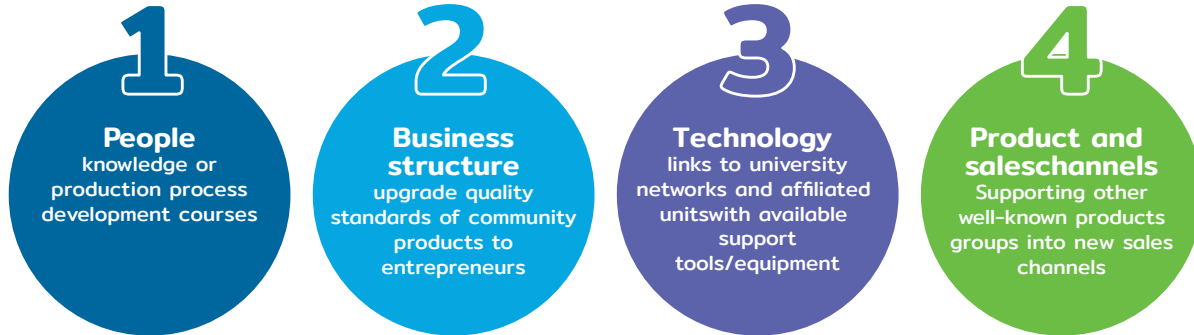 1
People
knowledge or
production process
development courses
2
Business
structure
upgrade quality
standards of community
products to
entrepreneurs
3
Technology
links to university
networks and affiliated
unitswith available
support
tools/equipment
4
Product and
saleschannels
Supporting other
well-known products
groups into new sales
channels